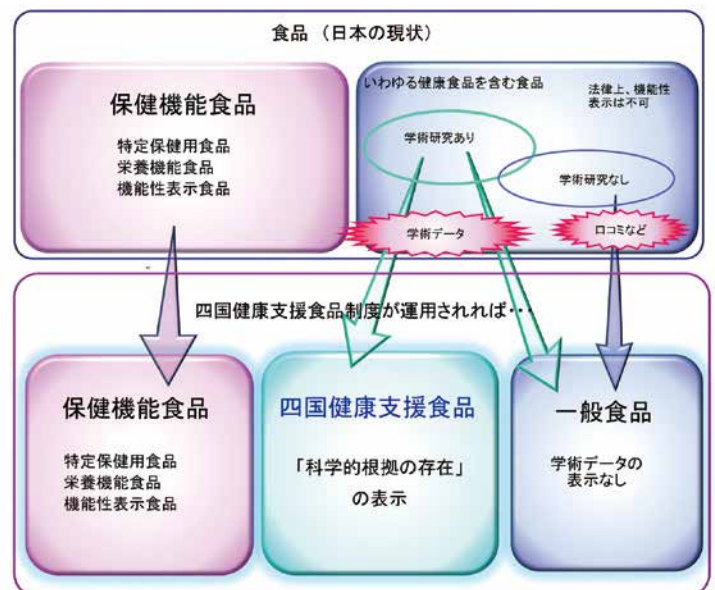 食品（日本の現状）
保健機能食品
特定保健用食品
栄養機能食品
機能性表示食品
いわゆる健康食品を含む食品
法律上、機能性
表示は不可
学術研究あり
学術研究なし
学術データ
口コミなど
四国健康支援食品制度が運用されれば・・・
保健機能食品
特定保健用食品
栄養機能食品
機能性表示食品
四国健康支援食品
「科学的根拠の存在」
の表示
一般食品
学術データの
表示なし